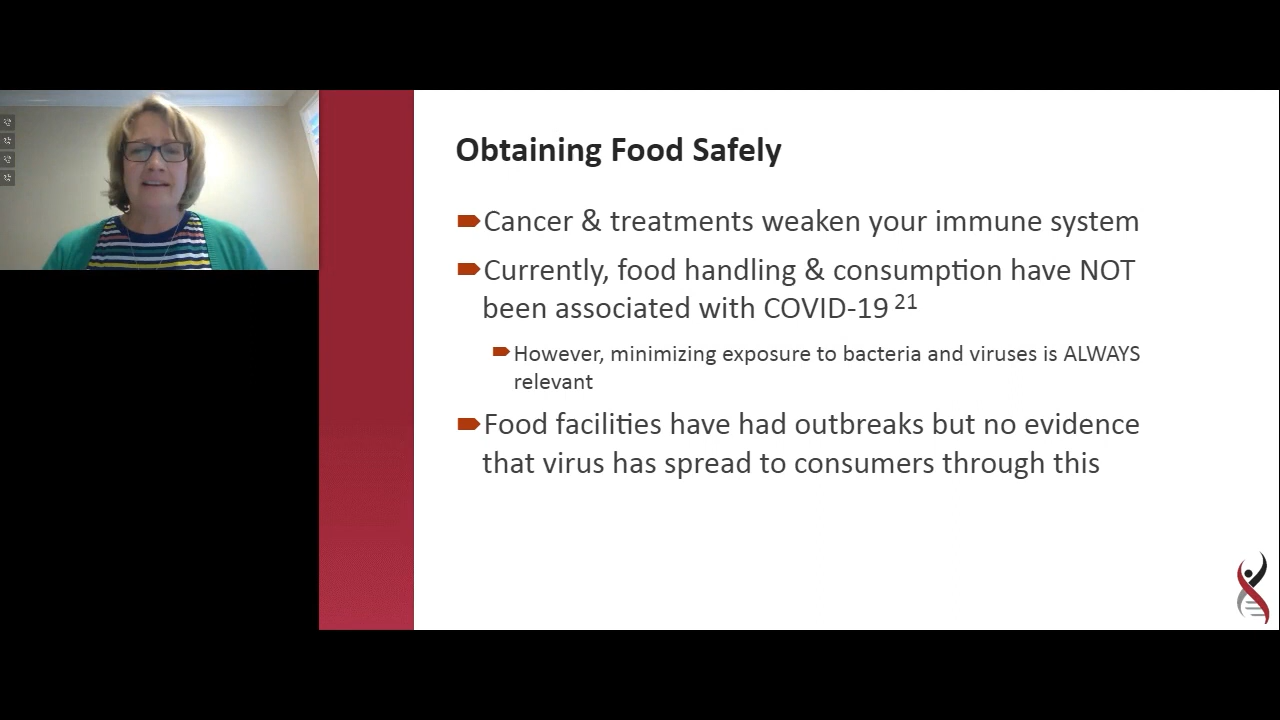 Obtaining Food Safely
Cancer & treatments weaken your immune system
Currently, food handling & consumption have NOT
been associated with COVID-19 21
However, minimizing exposure to bacteria and viruses is ALWAYS
relevant
Food facilities have had outbreaks but no evidence
that virus has spread to consumers through this